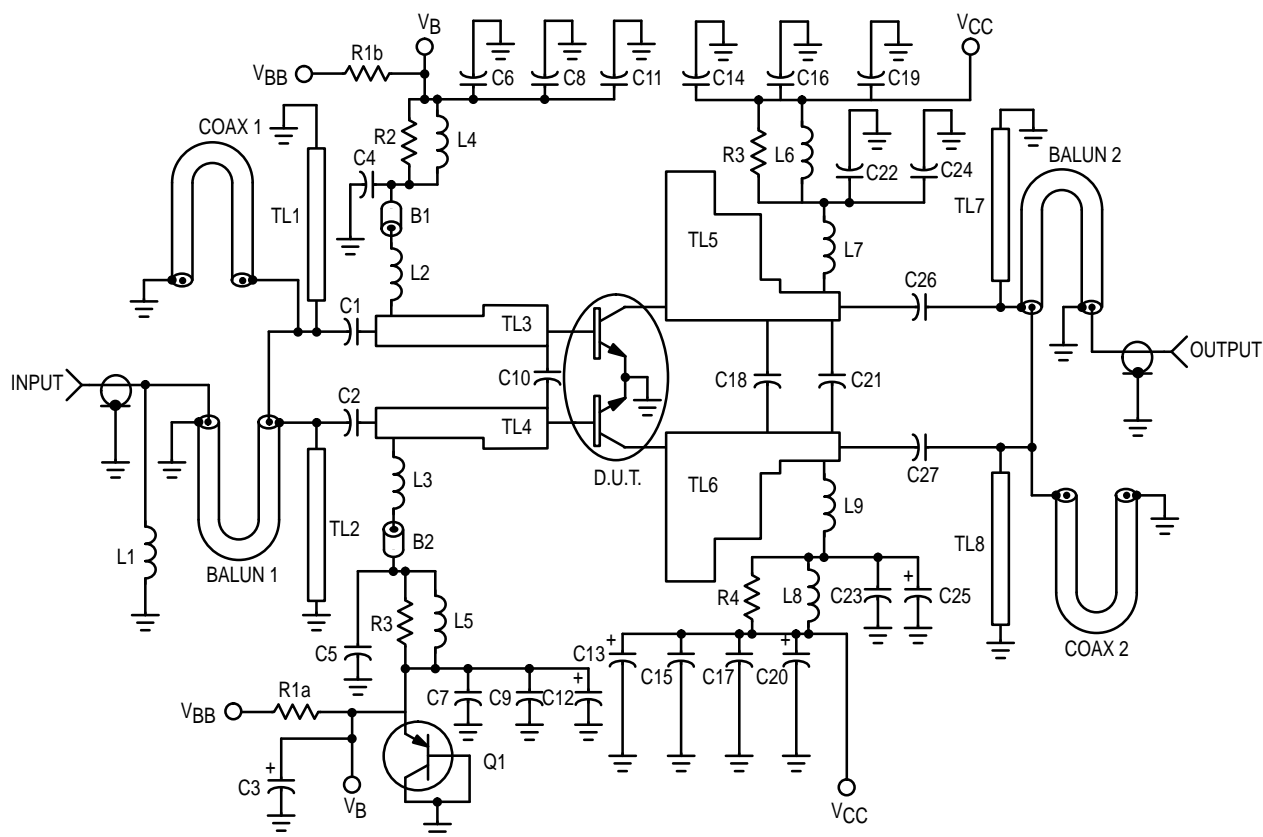 VB
VCC
R1b
VBB
C6
C8
C11
C14
C16
C19
COAX 1
R2
L4
C4
R3
L6
C22
C24
BALUN 2
TL1
B1
TL5
TL7
L2
L7
C26
C1
TL3
INPUT
C10
C18
C21
OUTPUT
C2
TL4
C27
D.U.T.
L3
TL6
L9
TL2
B2
TL8
L1
BALUN 1
R3
L5
R4
L8
C23
+
C25
C5
+
C13
C15
C17
+
C20
COAX 2
R1a
C7
C9
+
C12
VBB
Q1
+
C3
VB
VCC